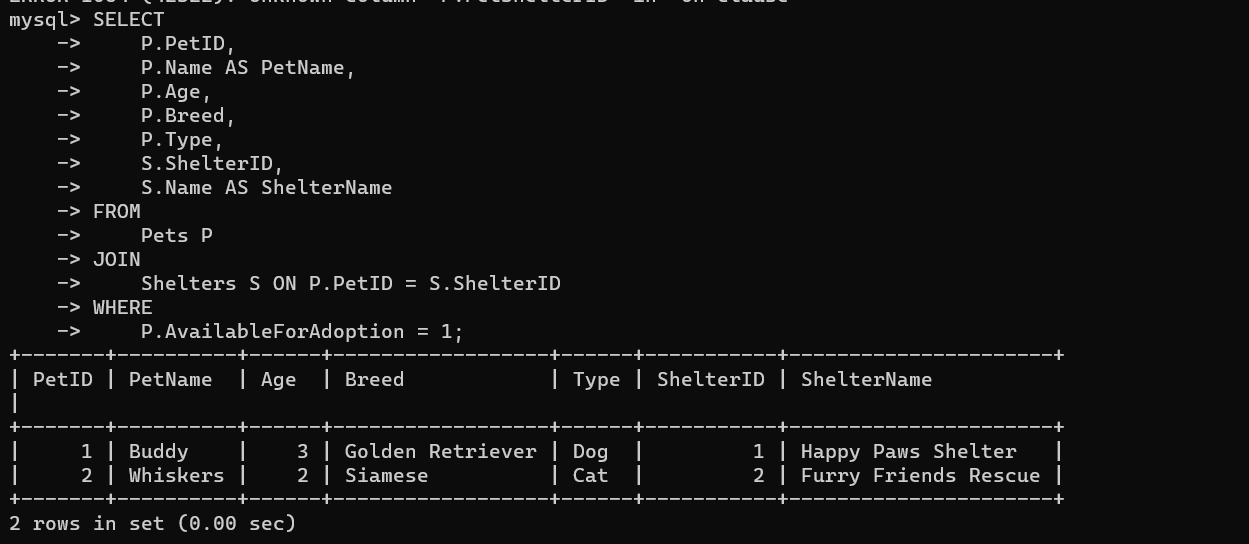 mysql> SELECT
    ->     P.PetID,
    ->     P.Name AS PetName,
    ->     P.Age,
    ->     P.Breed,
    ->     P.Type,
    ->     S.ShelterID,
    ->     S.Name AS ShelterName
    -> FROM
    ->     Pets P
    -> JOIN
    ->     Shelters S ON P.PetID = S.ShelterID
    -> WHERE
    ->     P.AvailableForAdoption = 1;
+-------+----------+------+------------------+------+-----------+----------------------+
| PetID | PetName  | Age  | Breed            | Type | ShelterID | ShelterName
|
+-------+----------+------+------------------+------+-----------+----------------------+
|     1 | Buddy    |    3 | Golden Retriever | Dog  |         1 | Happy Paws Shelter   |
|     2 | Whiskers |    2 | Siamese          | Cat  |         2 | Furry Friends Rescue |
+-------+----------+------+------------------+------+-----------+----------------------+
2 rows in set (0.00 sec)